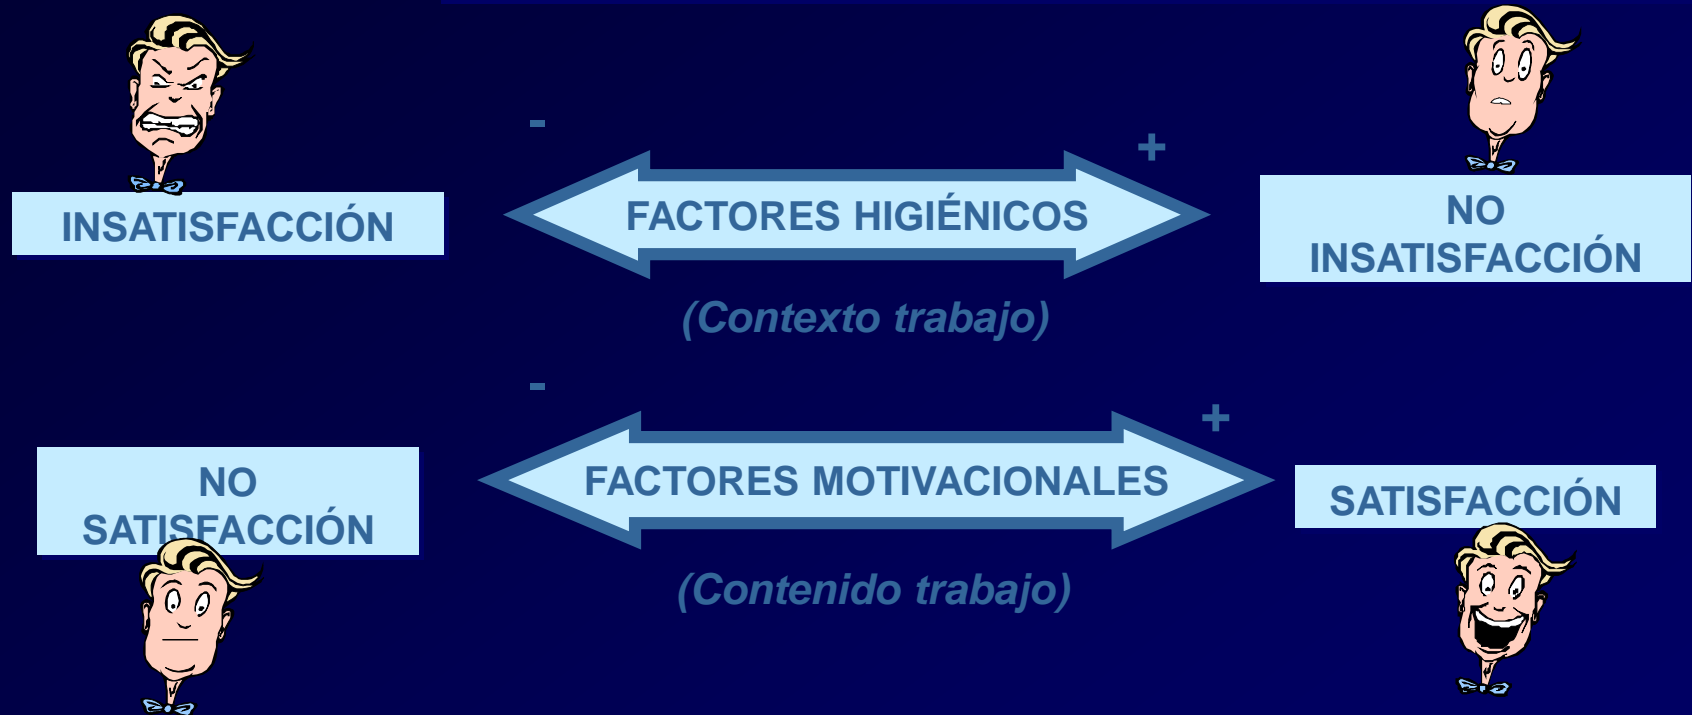 -
+
INSATISFACCIÓN
FACTORES HIGIÉNICOS
NO
INSATISFACCIÓN
(Contexto trabajo)
-
+
NO
SATISFACCIÓN
FACTORES MOTIVACIONALES
SATISFACCIÓN
(Contenido trabajo)